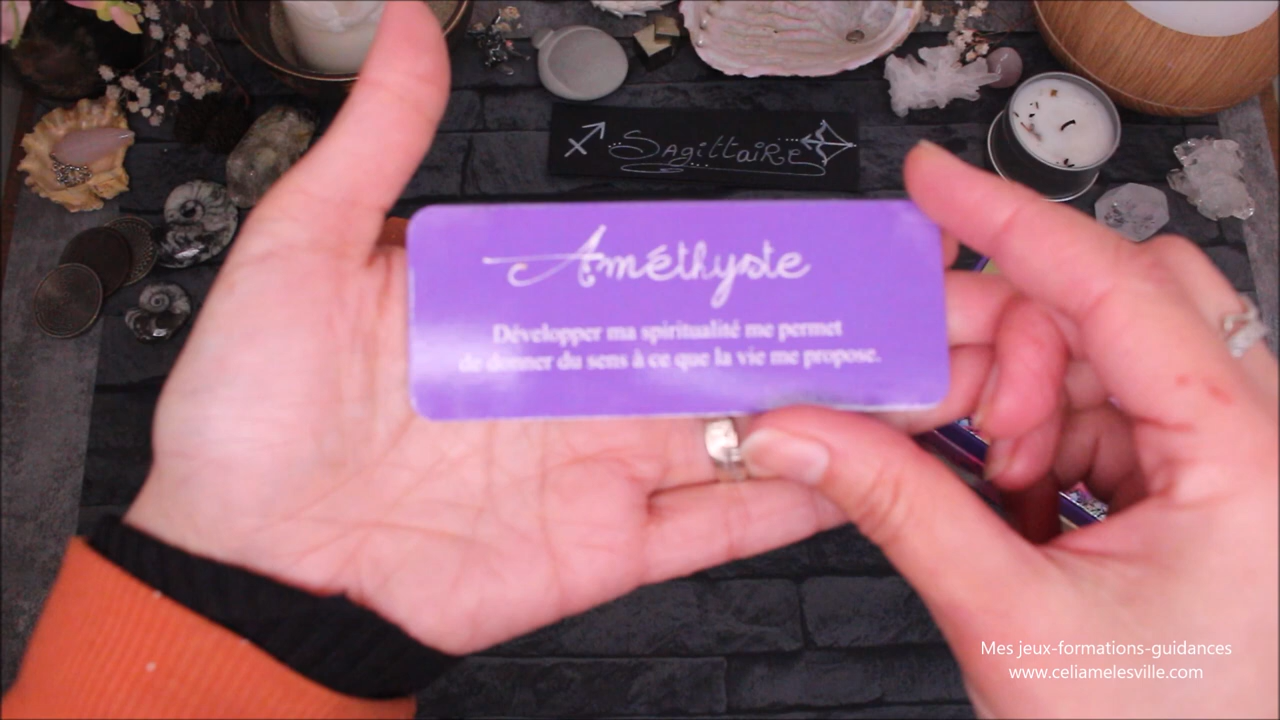 Sagittaire
Améthyste
Développer ma spiritualité me permet
de donner du sens à ce que la vie me propose.
Mes jeux-formations-guidances
www.celiamelesville.com